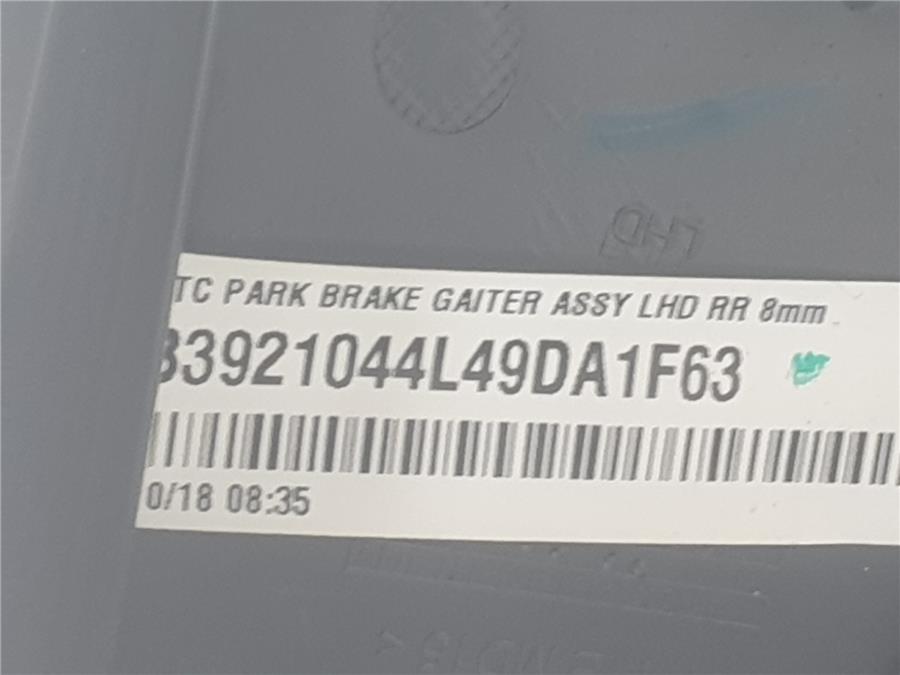 LHD
TC PARK BRAKE GAITER ASSY LHD RR 8mm
33921044L49DA1F63
0/18 08:35